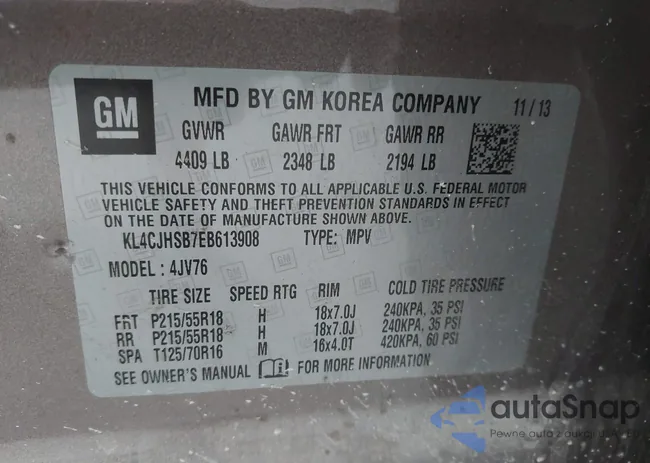 GM MFD BY GM KOREA COMPANY 11/13
GVWR GAWR FRT GAWR RR
4409 LB 2348 LB 2194 LB
THIS VEHICLE CONFORMS TO ALL APPLICABLE U.S. FEDERAL MOTOR
VEHICLE SAFETY AND THEFT PREVENTION STANDARDS IN EFFECT
ON THE DATE OF MANUFACTURE SHOWN ABOVE.
KL4CJHSB7EB613908 TYPE: MPV
MODEL : 4JV76
TIRE SIZE SPEED RTG RIM COLD TIRE PRESSURE
FRT P215/55R18 H 18x7.0J 240KPA, 35 PSI
RR P215/55R18 H 18x7.0J 240KPA, 35 PSI
SPA T125/70R16 M 16x4.0T 420KPA, 60 PSI
SEE OWNER'S MANUAL FOR MORE INFORMATION
autaSnap
Pewne auto z aukcji